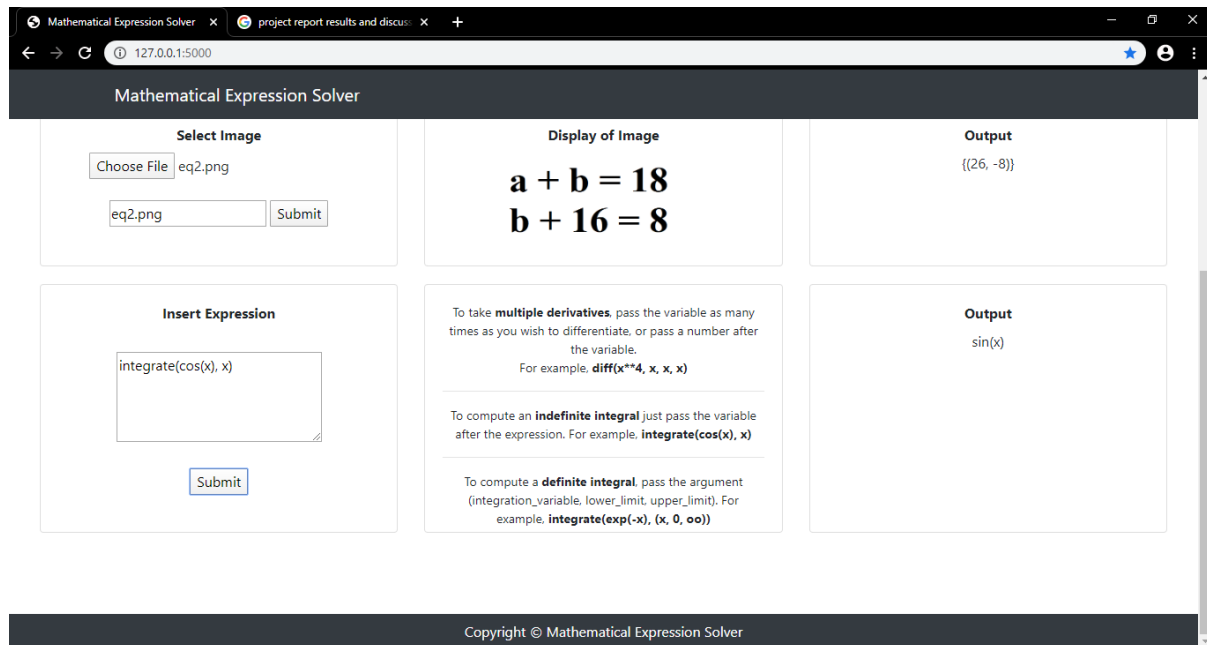 Mathematical Expression Solver
project report results and discus
127.0.0.1:5000
Mathematical Expression Solver
Select Image
Choose File eq2.png
eq2.png Submit
Display of Image
a + b = 18
b + 16 = 8
Output
{(26, -8)}
Insert Expression
integrate(cos(x), x)
Submit
To take multiple derivatives, pass the variable as many
times as you wish to differentiate, or pass a number after
the variable.
For example, diff(x**4, x, x, x)
To compute an indefinite integral just pass the variable
after the expression. For example, integrate(cos(x), x)
To compute a definite integral, pass the argument
(integration_variable, lower_limit, upper_limit). For
example, integrate(exp(-x), (x, 0, oo))
Output
sin(x)
Copyright © Mathematical Expression Solver